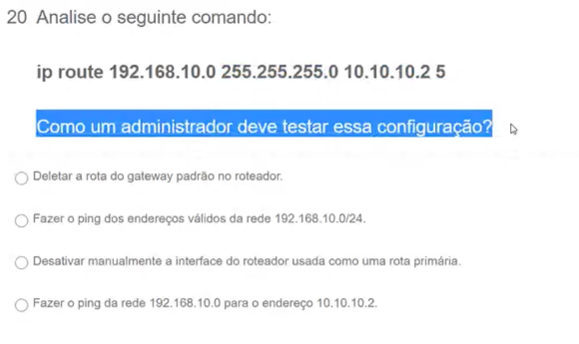 20 Analise o seguinte comando:
ip route 192.168.10.0 255.255.255.0 10.10.10.2 5
Como um administrador deve testar essa configuração?
Deletar a rota do gateway padrão no roteador.
Fazer o ping dos endereços válidos da rede 192.168.10.0/24.
Desativar manualmente a interface do roteador usada como uma rota primária.
Fazer o ping da rede 192.168.10.0 para o endereço 10.10.10.2.